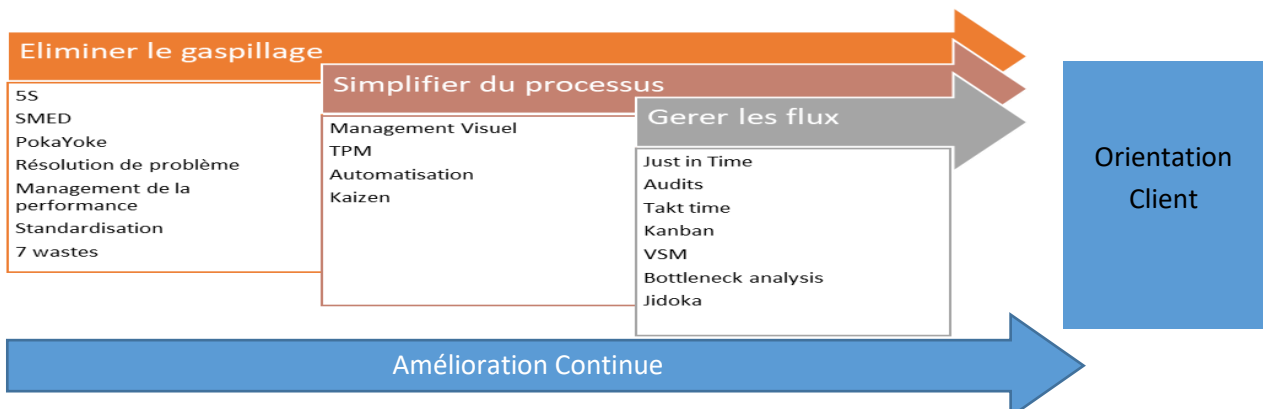 Eliminer le gaspillage
5S
SMED
PokaYoke
Résolution de problème
Management de la
performance
Standardisation
7 wastes
Simplifier du processus
Management Visuel
TPM
Automatisation
Kaizen
Gerer les flux
Just in Time
Audits
Takt time
Kanban
VSM
Bottleneck analysis
Jidoka
Orientation
Client
Amélioration Continue